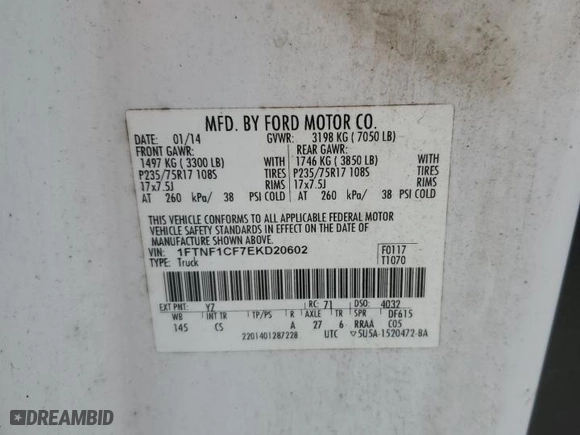 MFD. BY FORD MOTOR CO.
DATE: 01/14 GVWR: 3198 KG ( 7050 LB)
FRONT GAWR: REAR GAWR:
1497 KG ( 3300 LB) WITH 1746 KG ( 3850 LB) WITH
P235/75R17 108S TIRES P235/75R17 108S TIRES
17x7.5J RIMS 17x7.5J RIMS
AT 260 kPa/ 38 PSI COLD AT 260 kPa/ 38 PSI COLD
THIS VEHICLE CONFORMS TO ALL APPLICABLE FEDERAL MOTOR
VEHICLE SAFETY STANDARDS IN EFFECT ON THE DATE OF
MANUFACTURE SHOWN ABOVE.
VIN: 1FTNF1CF7EKD20602 F0117
TYPE: Truck T1070
EXT PNT: YZ RC: 71 DSO: 4032
WB INT TR TP/PS R AXLE TR SPR DF615
145 CS A 27 6 RRAA C05
2201401287228 UTC 5U5A-1520472-BA
DREAMBID